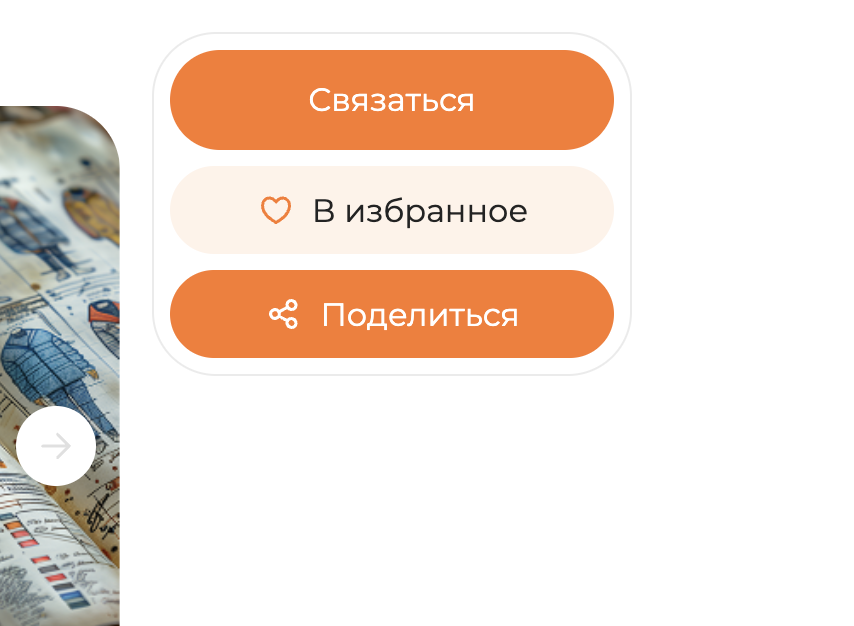 Связаться
В избранное
Поделиться